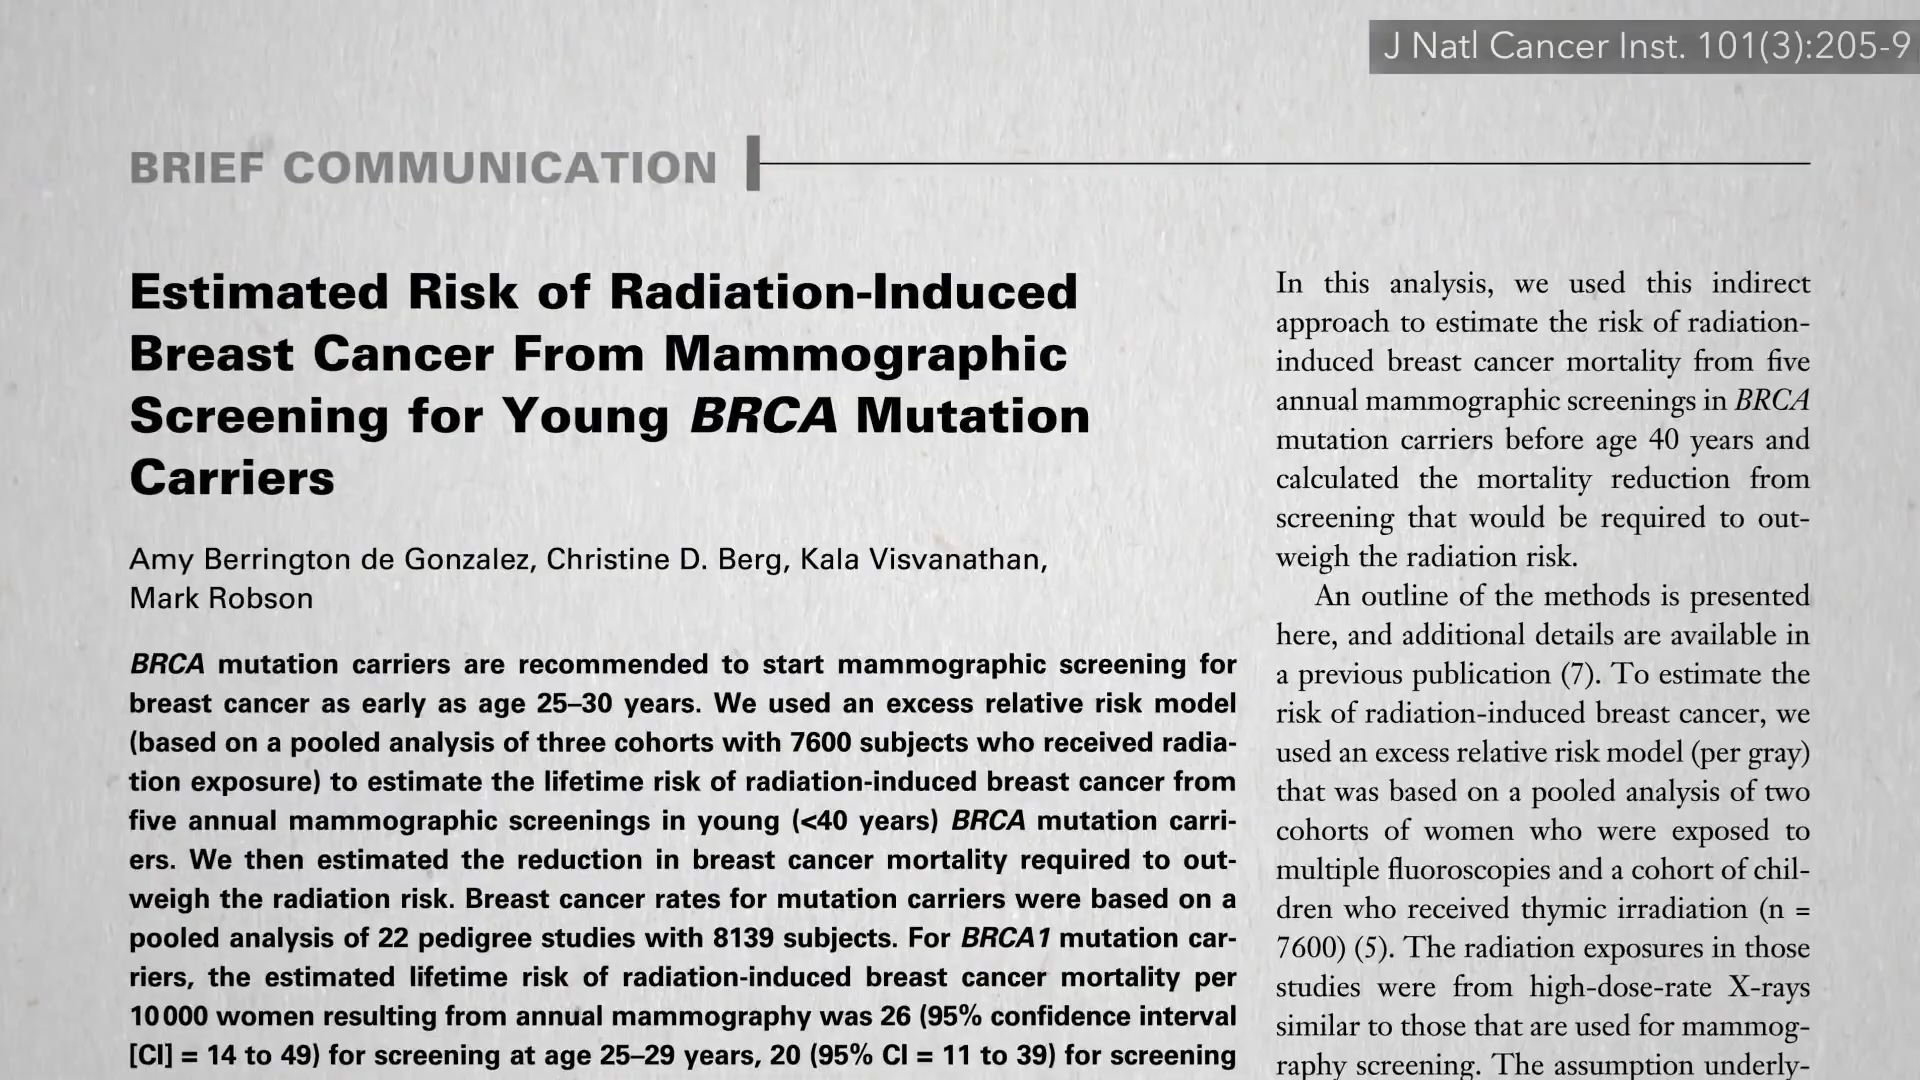 J Natl Cancer Inst. 101(3):205-9
BRIEF COMMUNICATION
Estimated Risk of Radiation-Induced
Breast Cancer From Mammographic
Screening for Young BRCA Mutation
Carriers
Amy Berrington de Gonzalez, Christine D. Berg, Kala Visvanathan,
Mark Robson
BRCA mutation carriers are recommended to start mammographic screening for
breast cancer as early as age 25–30 years. We used an excess relative risk model
(based on a pooled analysis of three cohorts with 7600 subjects who received radia-
tion exposure) to estimate the lifetime risk of radiation-induced breast cancer from
five annual mammographic screenings in young (<40 years) BRCA mutation carri-
ers. We then estimated the reduction in breast cancer mortality required to out-
weigh the radiation risk. Breast cancer rates for mutation carriers were based on a
pooled analysis of 22 pedigree studies with 8139 subjects. For BRCA1 mutation car-
riers, the estimated lifetime risk of radiation-induced breast cancer mortality per
10 000 women resulting from annual mammography was 26 (95% confidence interval
[CI] = 14 to 49) for screening at age 25–29 years, 20 (95% CI = 11 to 39) for screening
In this analysis, we used this indirect
approach to estimate the risk of radiation-
induced breast cancer mortality from five
annual mammographic screenings in BRCA
mutation carriers before age 40 years and
calculated the mortality reduction from
screening that would be required to out-
weigh the radiation risk.
An outline of the methods is presented
here, and additional details are available in
a previous publication (7). To estimate the
risk of radiation-induced breast cancer, we
used an excess relative risk model (per gray)
that was based on a pooled analysis of two
cohorts of women who were exposed to
multiple fluoroscopies and a cohort of chil-
dren who received thymic irradiation (n =
7600) (5). The radiation exposures in those
studies were from high-dose-rate X-rays
similar to those that are used for mammog-
raphy screening. The assumption underly-